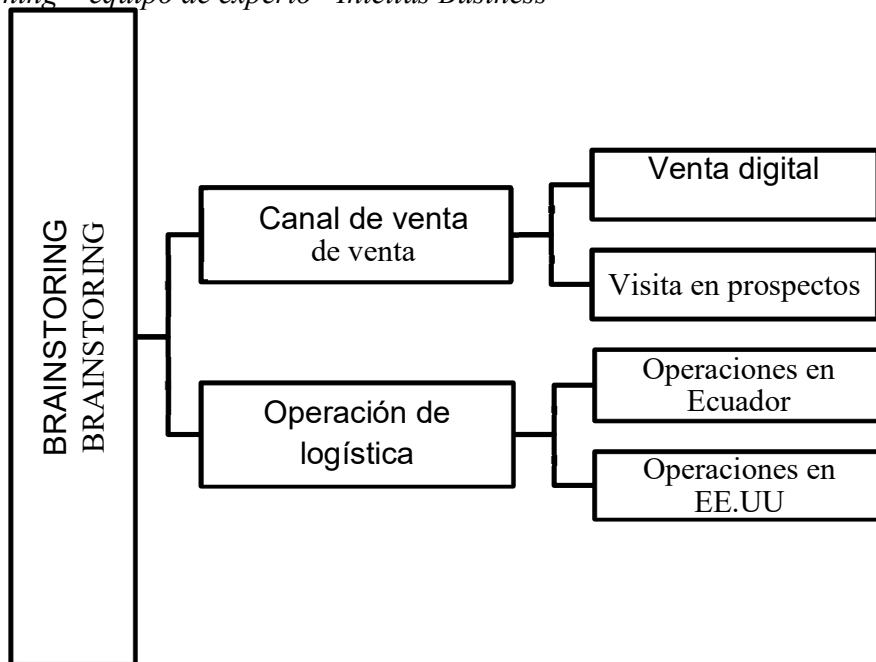 equipo de experto Intellus Business
BRAINSTORING
BRAINSTORING
Canal de venta
de venta
Operación de
logística
Venta digital
Visita en prospectos
Operaciones en
Ecuador
Operaciones en
EE.UU